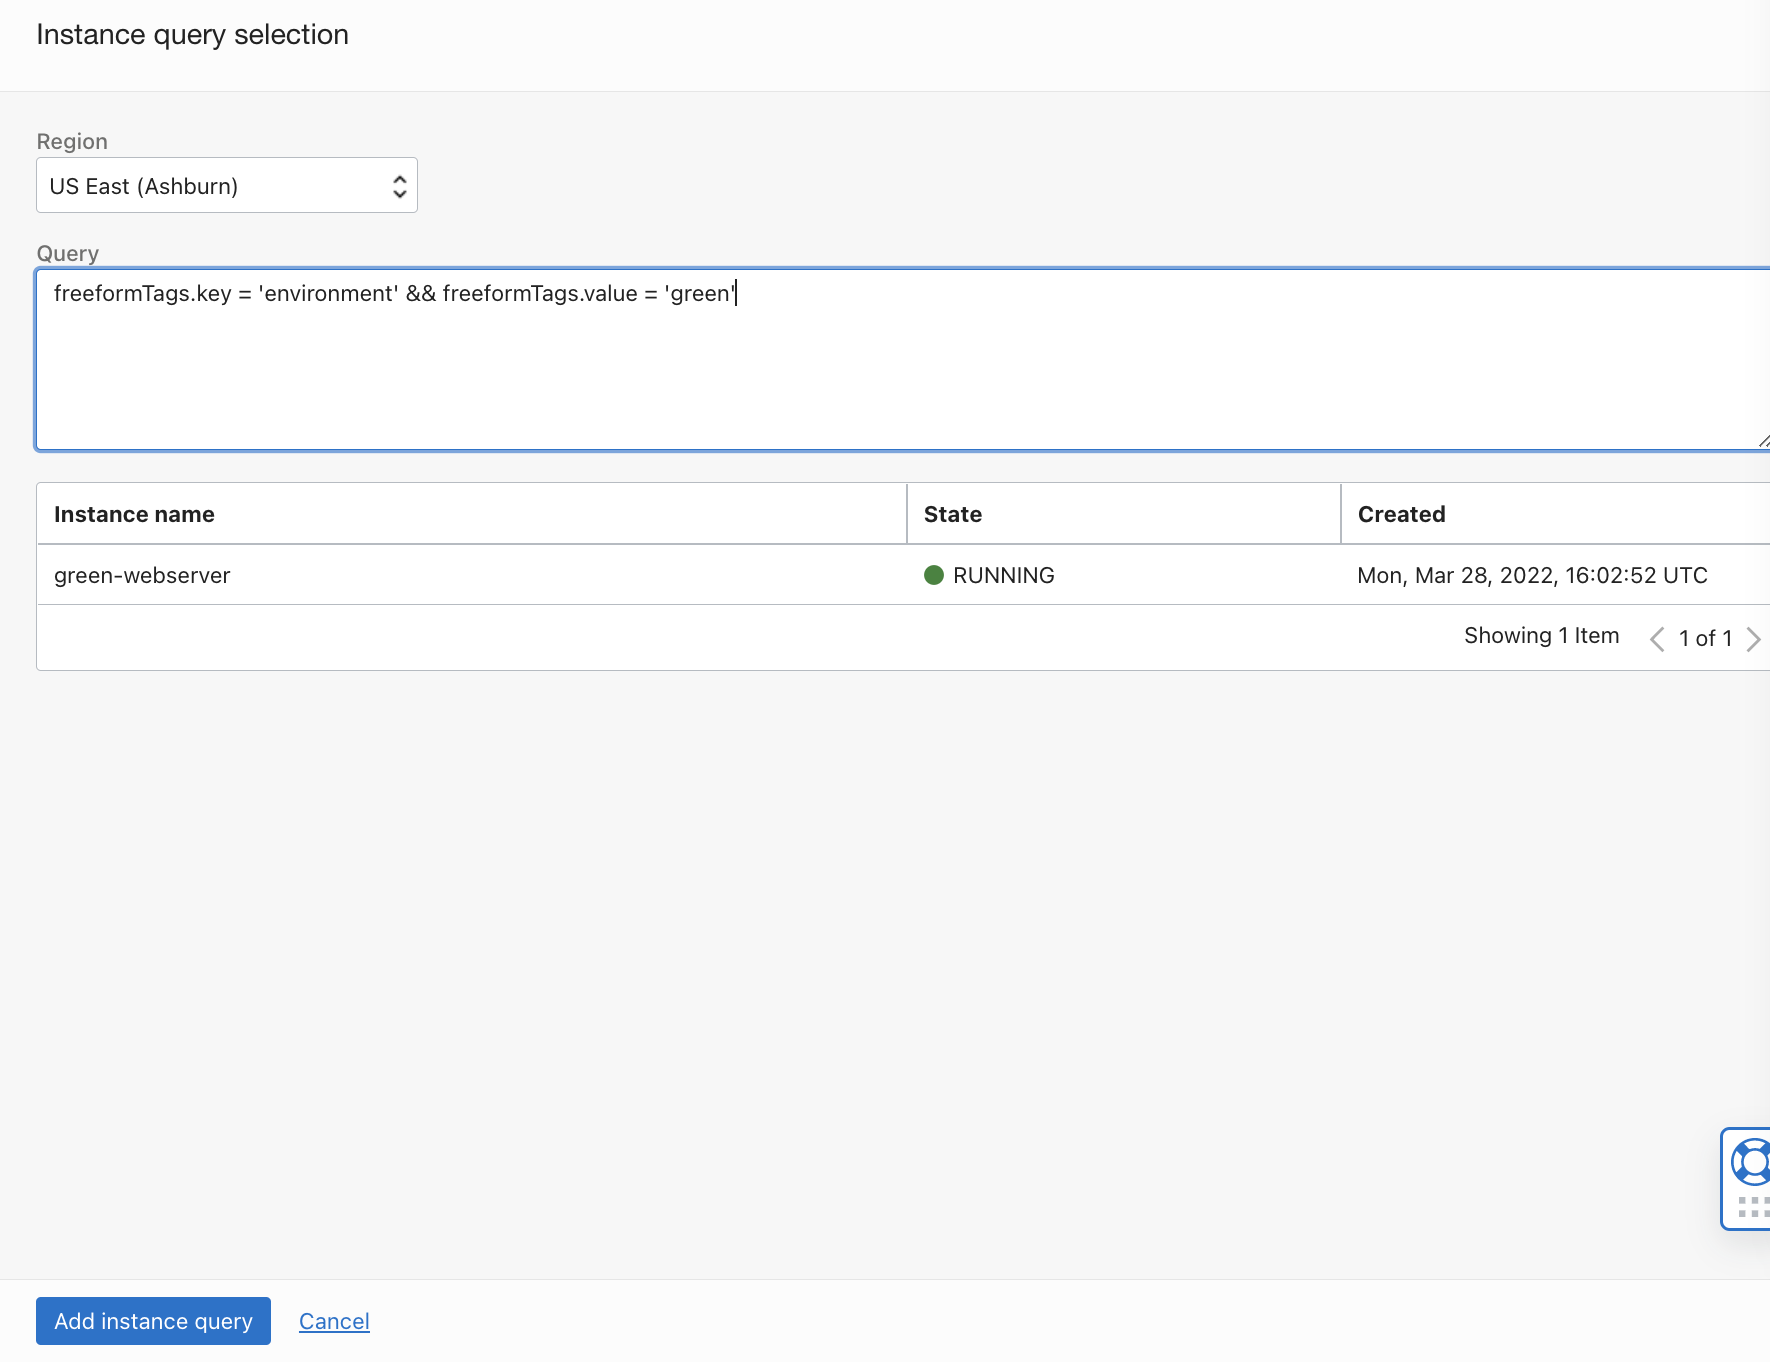 Instance query selection
Region
US East (Ashburn)
Query
freeformTags.key = 'environment' && freeformTags.value = 'green'
Instance name State Created
green-webserver RUNNING Mon, Mar 28, 2022, 16:02:52 UTC
Showing 1 Item 1 of 1
Add instance query Cancel